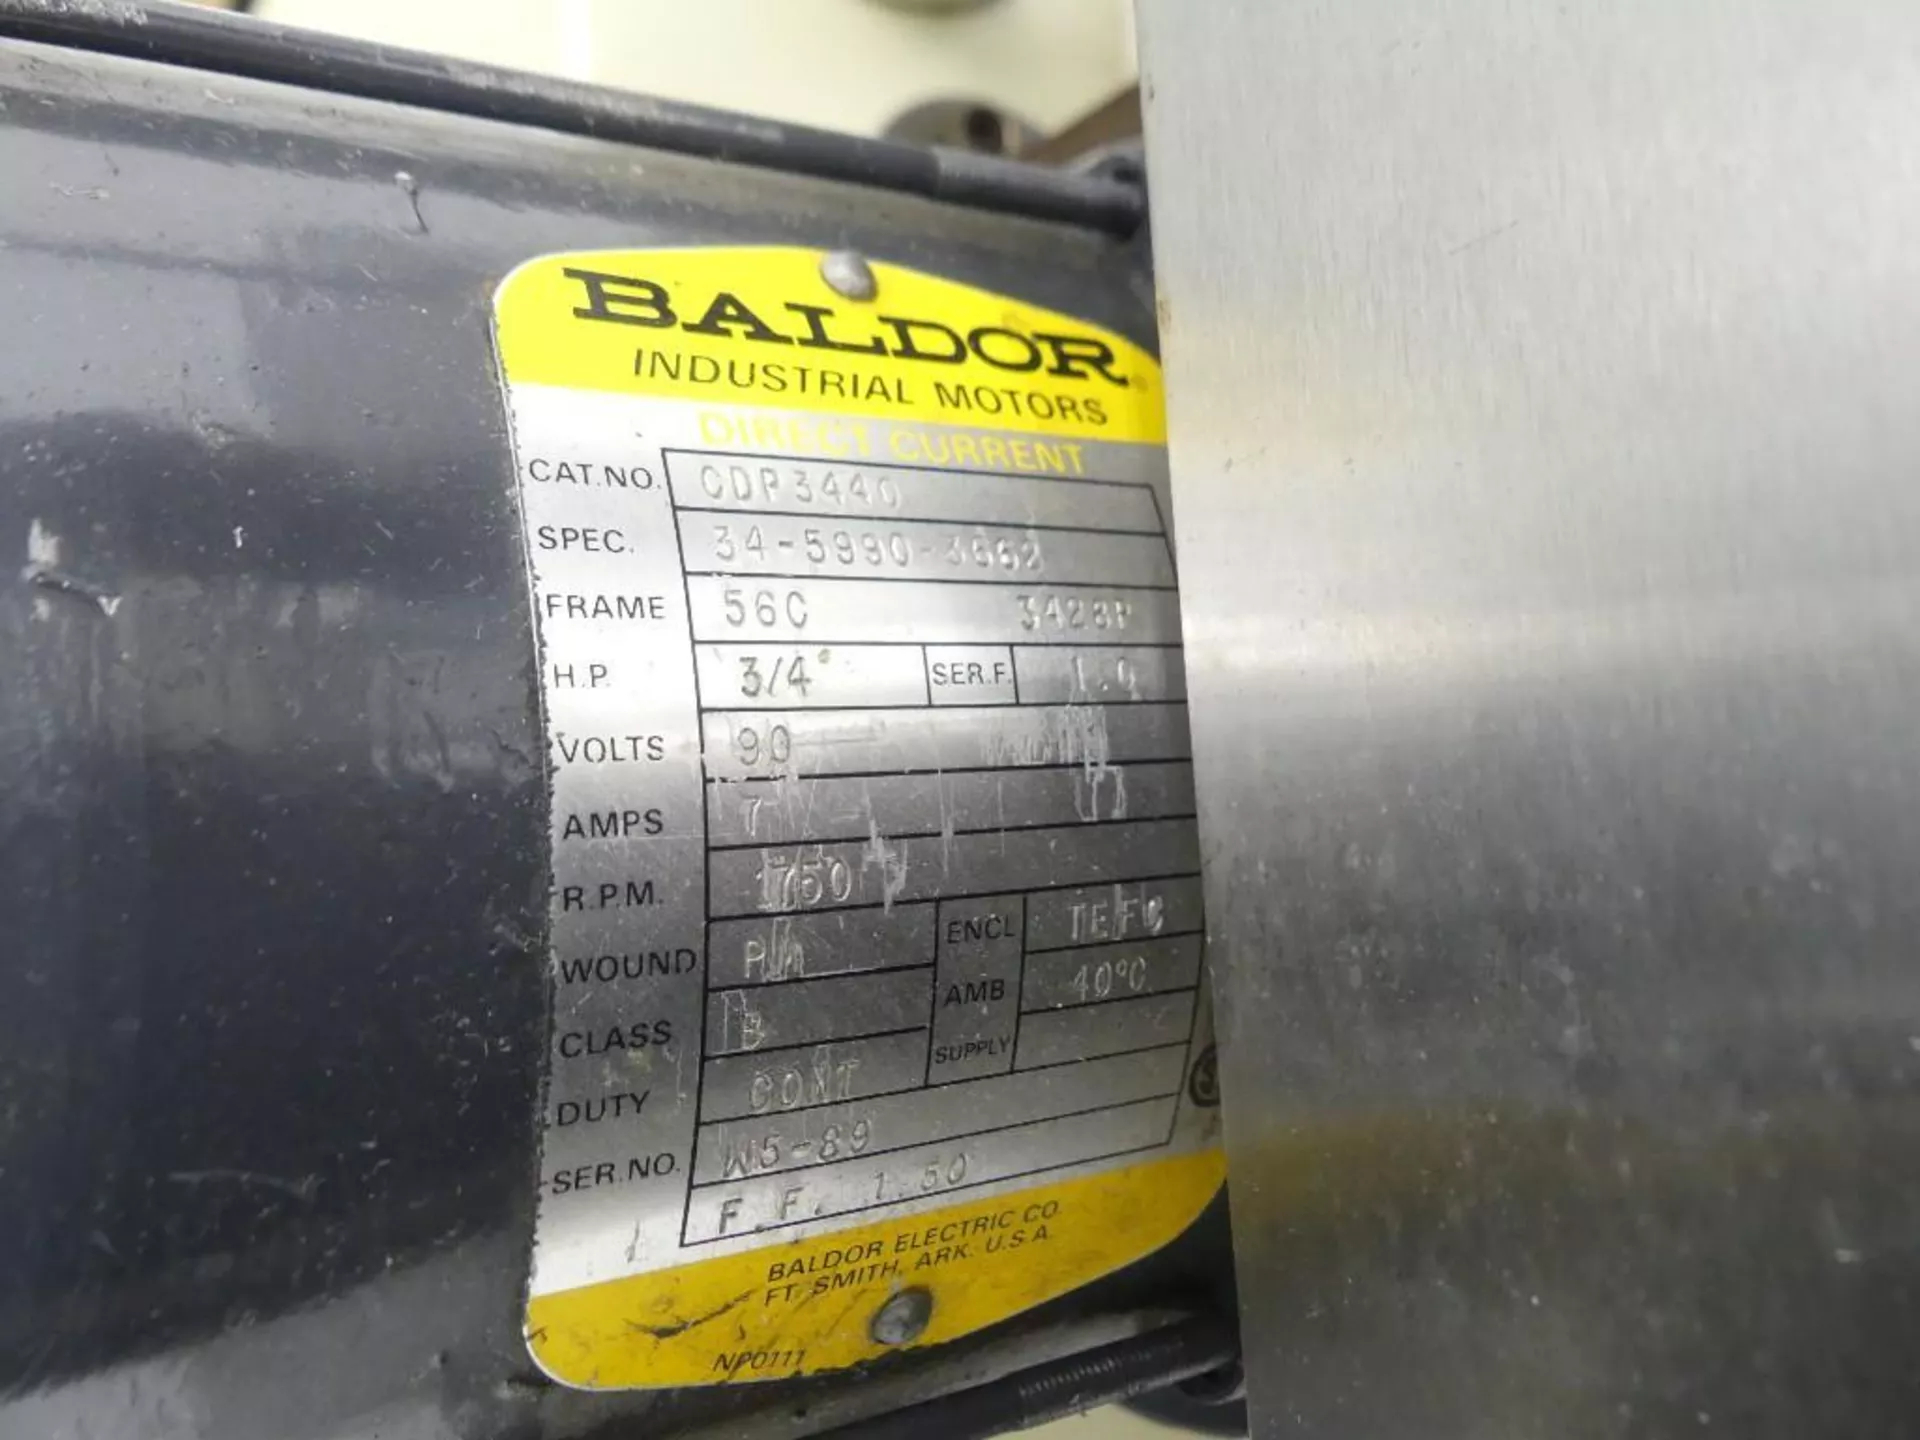 BALDOR
INDUSTRIAL MOTORS
DIRECT CURRENT
CAT.NO. CDP3440
SPEC. 34-5990-3662
FRAME 56C 3428P
H.P. 3/4 SER.F. 1.0
VOLTS 90
AMPS 7
R.P.M. 1750
WOUND ENCL TEFC
CLASS B AMB 40°C
DUTY CONT SUPPLY
SER.NO. W5-89
F.F. 1.50
BALDOR ELECTRIC CO.
FT. SMITH, ARK. U.S.A.
NP0111